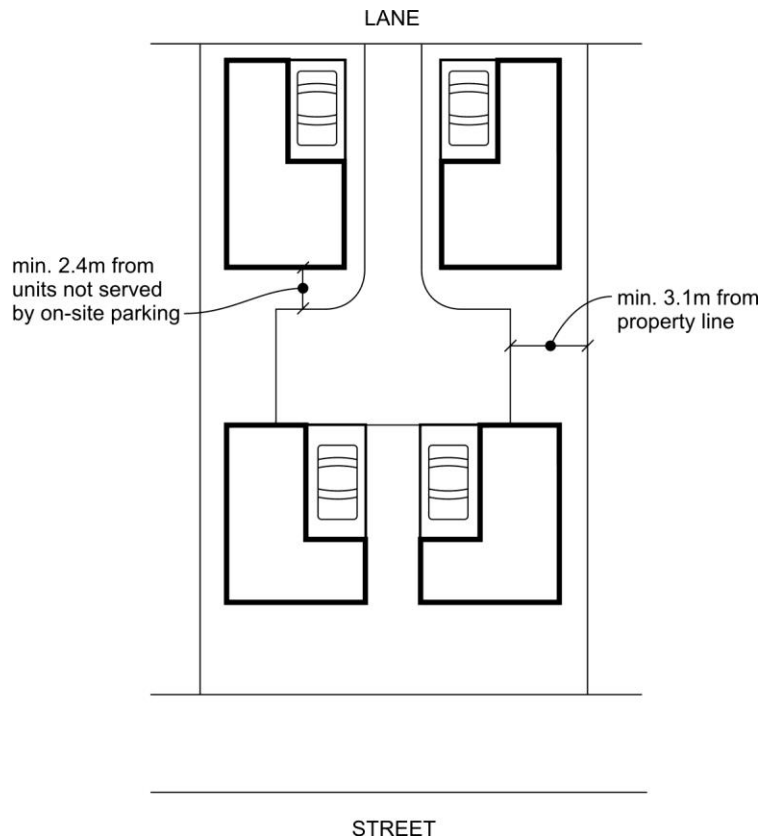 LANE
min. 2.4m from
units not served
by on-site parking
min. 3.1m from
property line
STREET